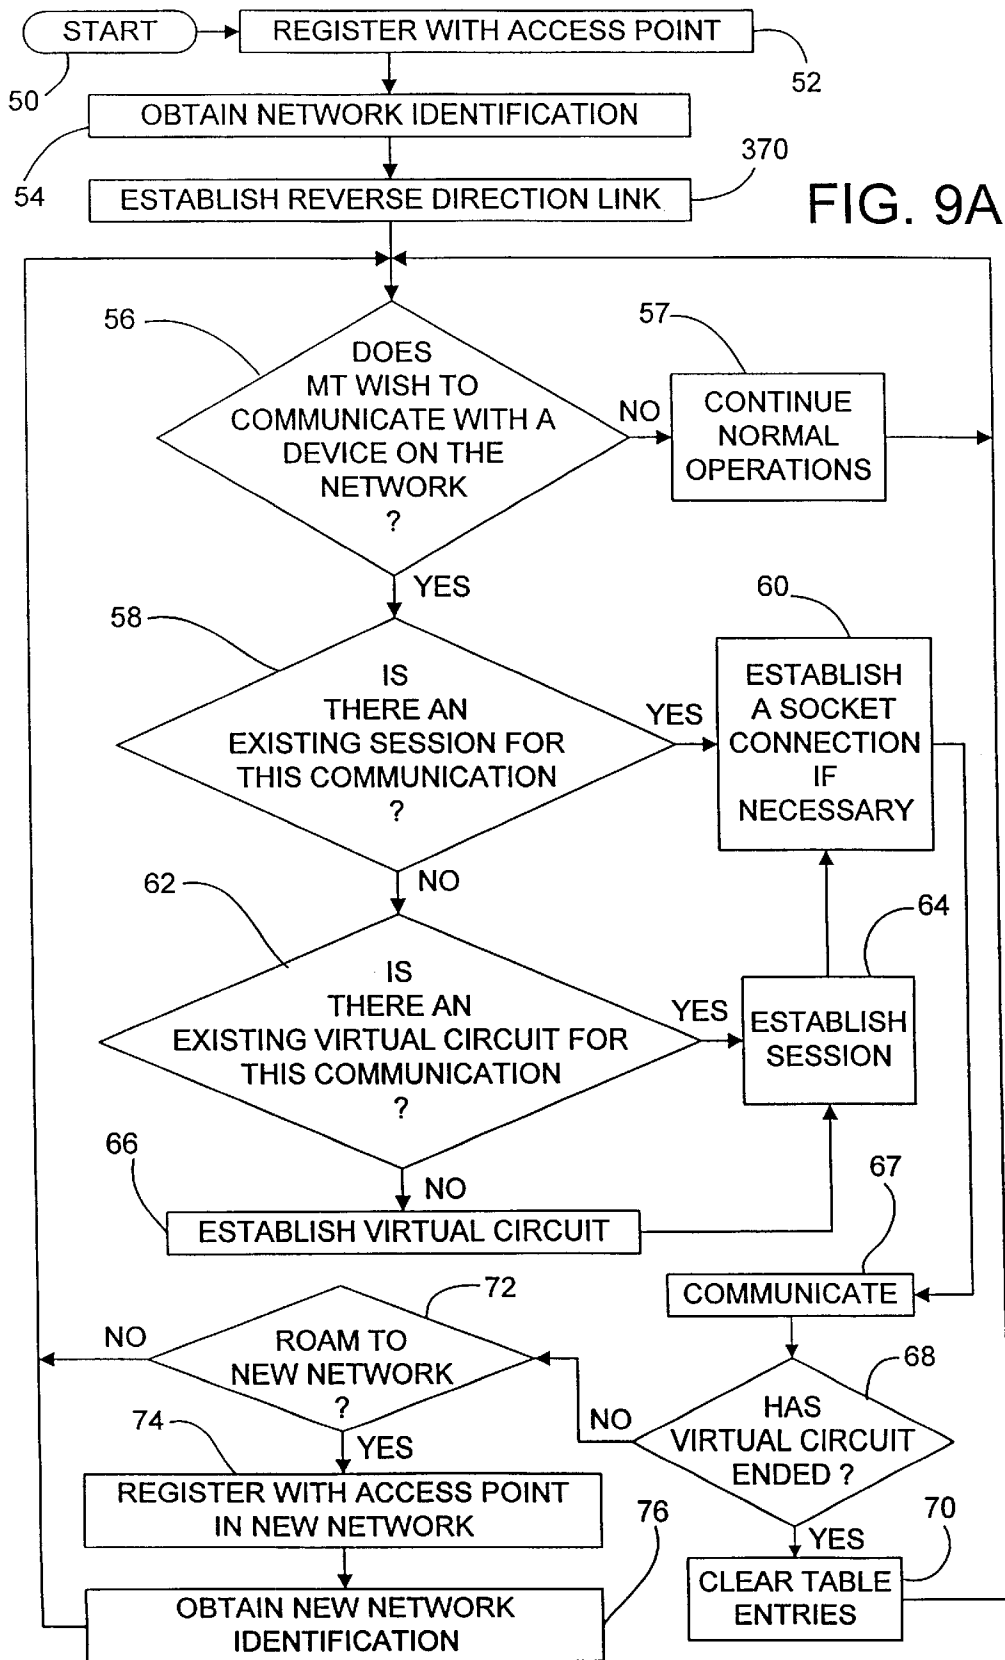 START
REGISTER WITH ACCESS POINT
50
52
OBTAIN NETWORK IDENTIFICATION
54
370
ESTABLISH REVERSE DIRECTION LINK
FIG. 9A
56
DOES
MT WISH TO
COMMUNICATE WITH A
DEVICE ON THE
NETWORK
?
NO
57
CONTINUE
NORMAL
OPERATIONS
YES
58
IS
THERE AN
EXISTING SESSION FOR
THIS COMMUNICATION
?
YES
60
ESTABLISH
A SOCKET
CONNECTION
IF
NECESSARY
NO
62
IS
THERE AN
EXISTING VIRTUAL CIRCUIT FOR
THIS COMMUNICATION
?
YES
64
ESTABLISH
SESSION
NO
66
ESTABLISH VIRTUAL CIRCUIT
67
COMMUNICATE
68
HAS
VIRTUAL CIRCUIT
ENDED ?
NO
72
ROAM TO
NEW NETWORK
?
NO
YES
74
REGISTER WITH ACCESS POINT
IN NEW NETWORK
76
OBTAIN NEW NETWORK
IDENTIFICATION
YES
70
CLEAR TABLE
ENTRIES